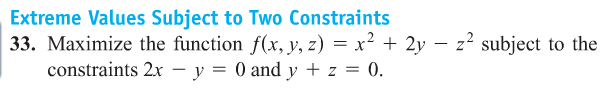 Extreme Values Subject to Two Constraints
33. Maximize the function f(x, y, z) = x² + 2y − z² subject to the
constraints 2x − y = 0 and y + z = 0.